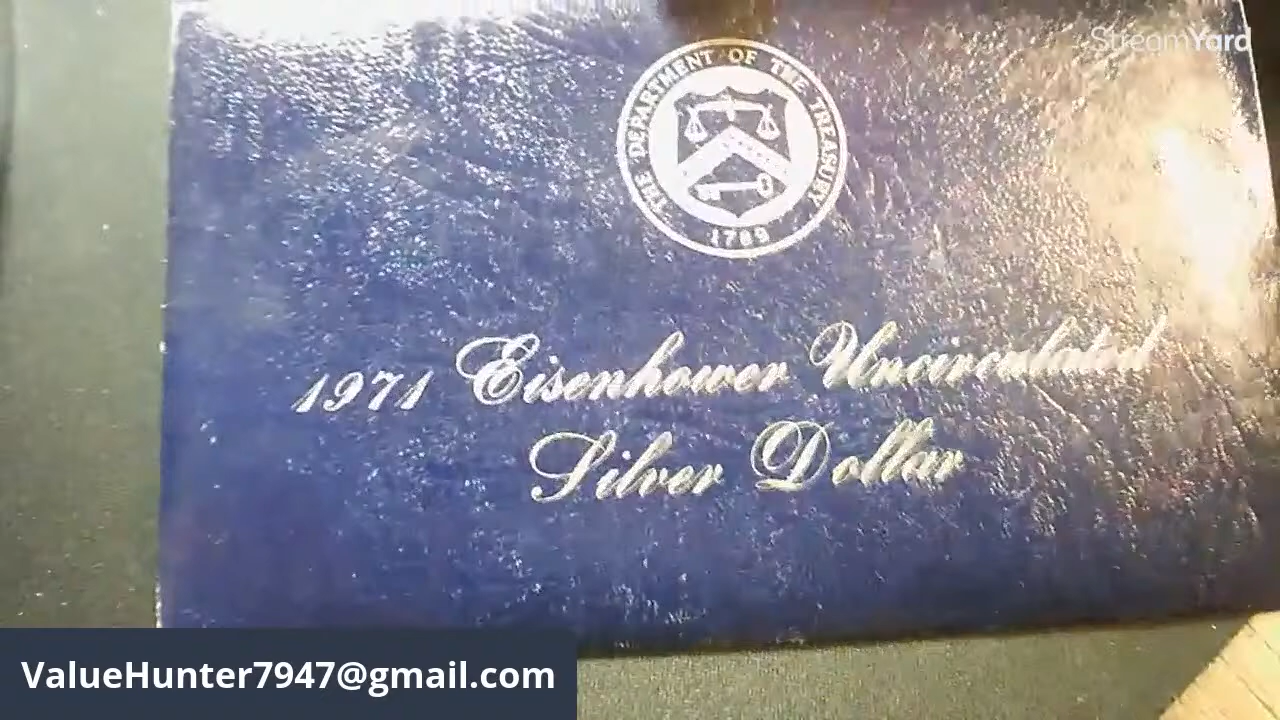 StreamYard
THE DEPARTMENT OF THE TREASURY
1789
1971 Eisenhower Uncirculated
Silver Dollar
ValueHunter7947@gmail.com